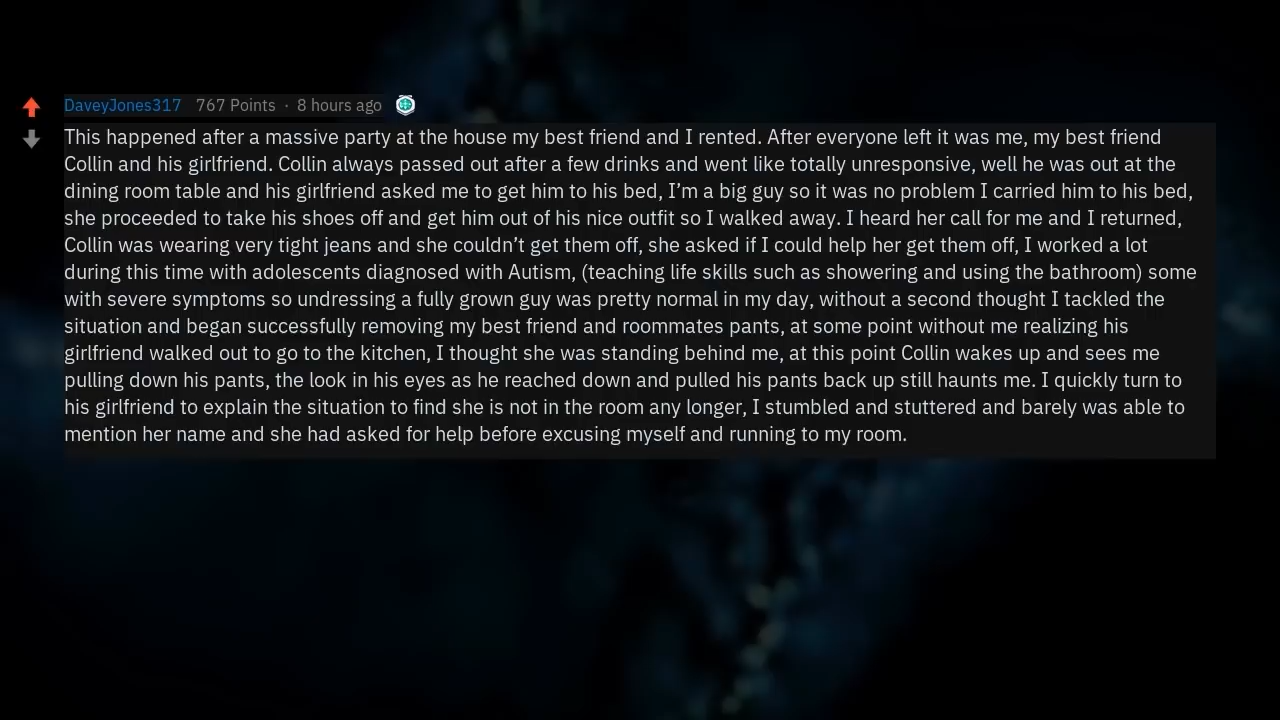 DaveyJones317 767 Points · 8 hours ago
This happened after a massive party at the house my best friend and I rented. After everyone left it was me, my best friend
Collin and his girlfriend. Collin always passed out after a few drinks and went like totally unresponsive, well he was out at the
dining room table and his girlfriend asked me to get him to his bed, I’m a big guy so it was no problem I carried him to his bed,
she proceeded to take his shoes off and get him out of his nice outfit so I walked away. I heard her call for me and I returned,
Collin was wearing very tight jeans and she couldn’t get them off, she asked if I could help her get them off, I worked a lot
during this time with adolescents diagnosed with Autism, (teaching life skills such as showering and using the bathroom) some
with severe symptoms so undressing a fully grown guy was pretty normal in my day, without a second thought I tackled the
situation and began successfully removing my best friend and roommates pants, at some point without me realizing his
girlfriend walked out to go to the kitchen, I thought she was standing behind me, at this point Collin wakes up and sees me
pulling down his pants, the look in his eyes as he reached down and pulled his pants back up still haunts me. I quickly turn to
his girlfriend to explain the situation to find she is not in the room any longer, I stumbled and stuttered and barely was able to
mention her name and she had asked for help before excusing myself and running to my room.